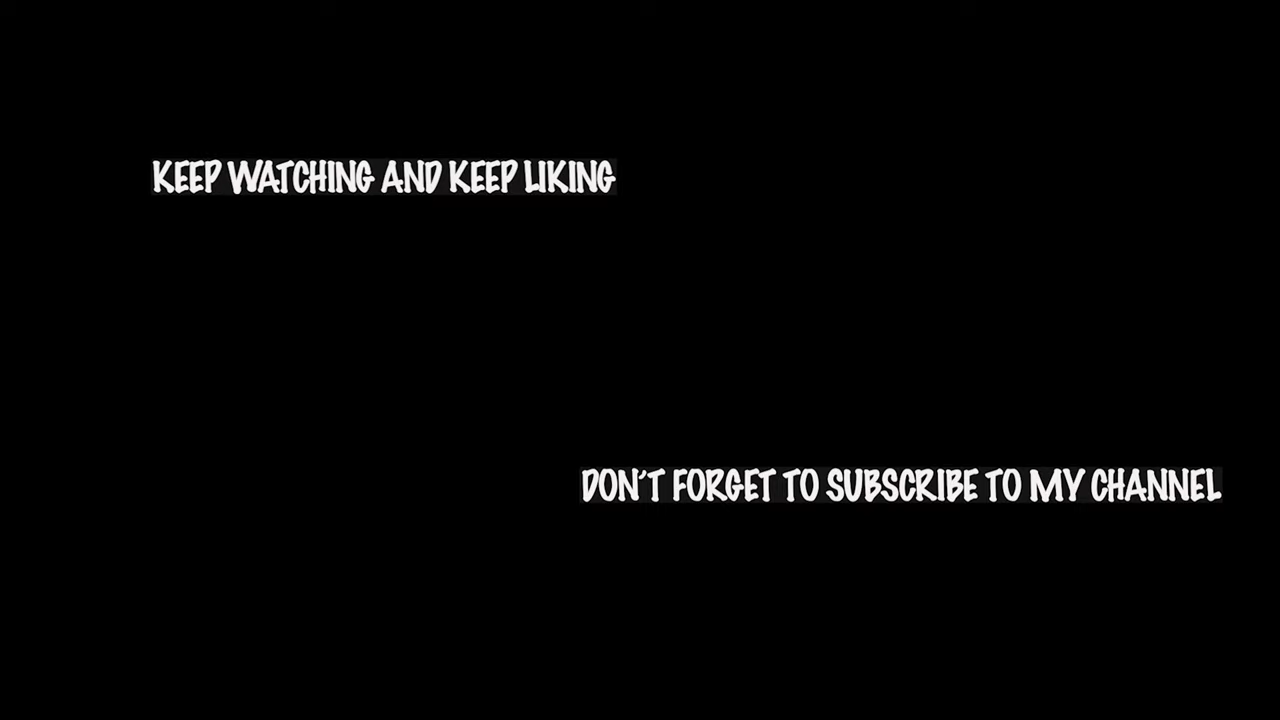 KEEP WATCHING AND KEEP LIKING
DON'T FORGET TO SUBSCRIBE TO MY CHANNEL